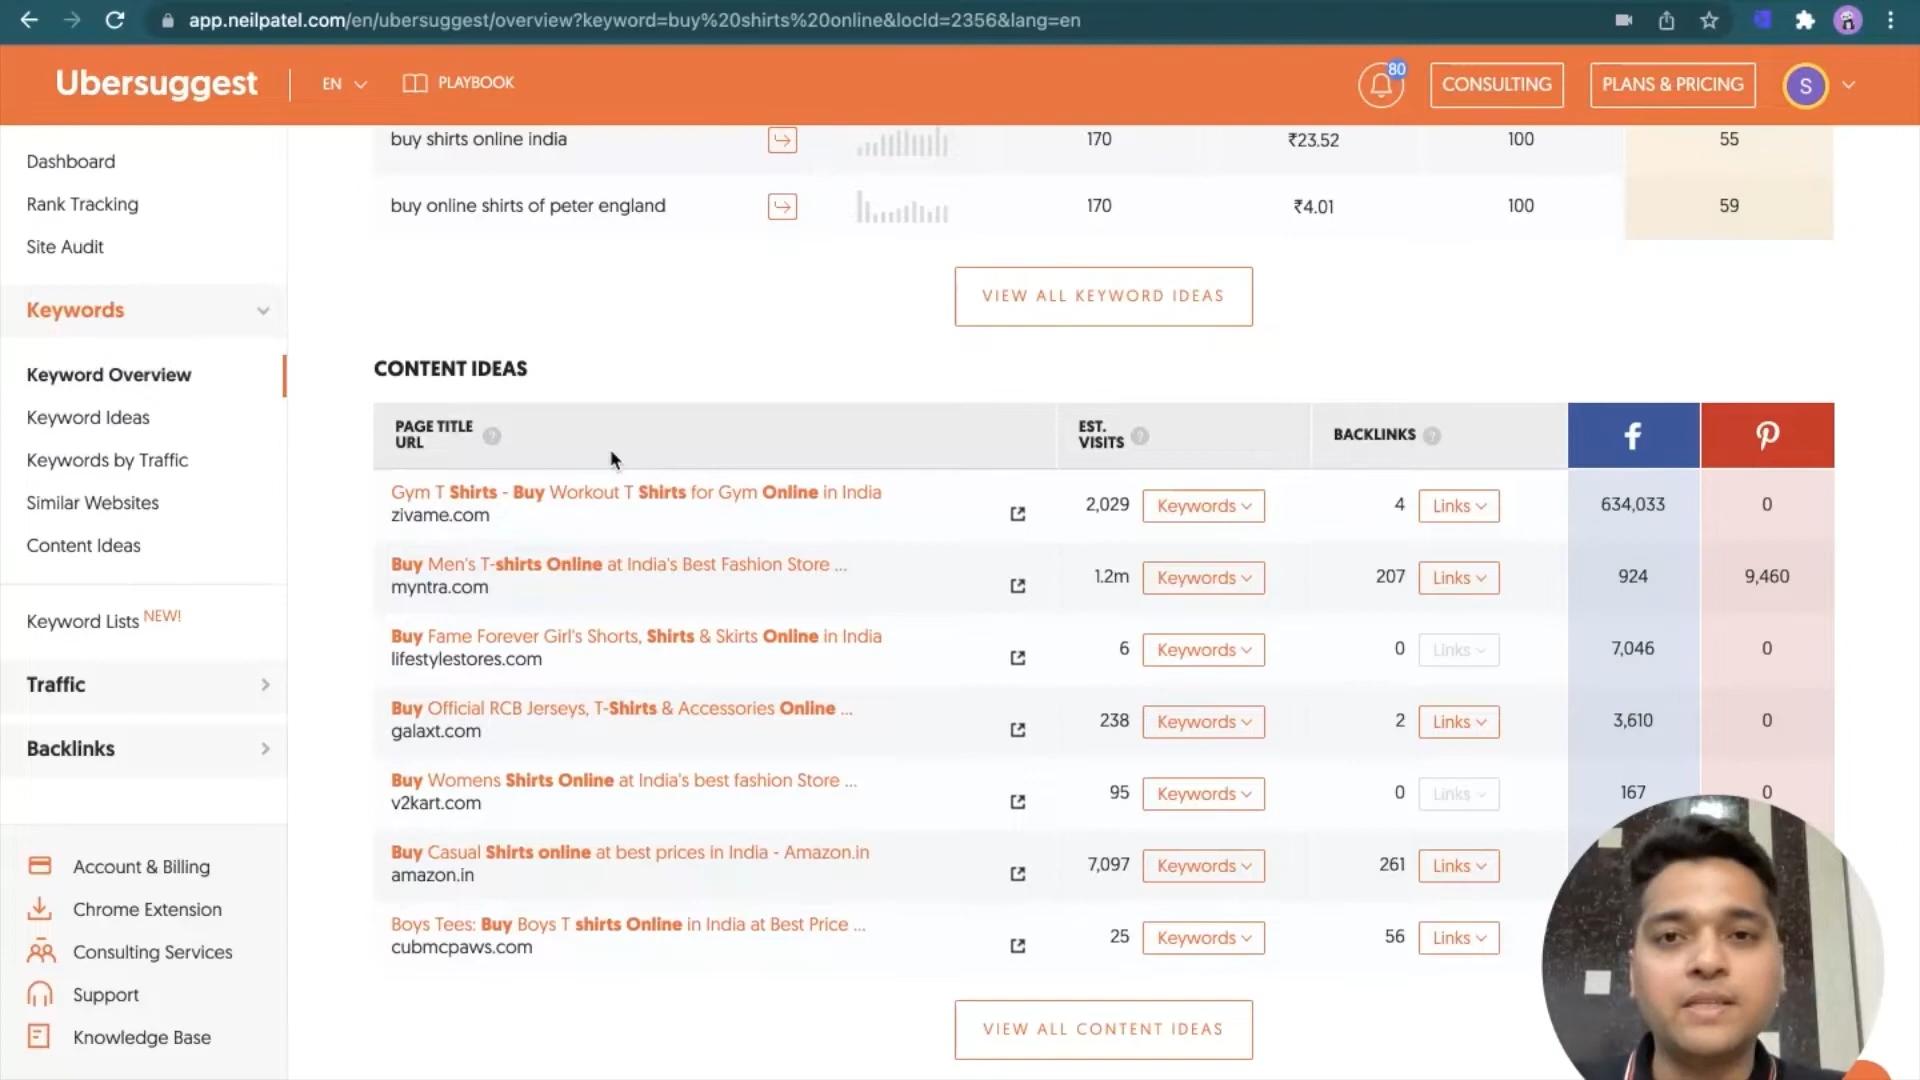 app.neilpatel.com/en/ubersuggest/overview?keyword=buy%20shirts%20online&locId=2356&lang=en
Ubersuggest
EN
PLAYBOOK
80
CONSULTING
PLANS & PRICING
S
Dashboard
Rank Tracking
Site Audit
Keywords
Keyword Overview
Keyword Ideas
Keywords by Traffic
Similar Websites
Content Ideas
Keyword Lists NEW!
Traffic
Backlinks
Account & Billing
Chrome Extension
Consulting Services
Support
Knowledge Base
buy shirts online india 170 ₹23.52 100 55
buy online shirts of peter england 170 ₹4.01 100 59
VIEW ALL KEYWORD IDEAS
CONTENT IDEAS
PAGE TITLE
URL ?
EST.
VISITS ?
BACKLINKS ?
Gym T Shirts - Buy Workout T Shirts for Gym Online in India
zivame.com
2,029 Keywords 4 Links 634,033 0
Buy Men's T-shirts Online at India's Best Fashion Store ...
myntra.com
1.2m Keywords 207 Links 924 9,460
Buy Fame Forever Girl's Shorts, Shirts & Skirts Online in India
lifestylestores.com
6 Keywords 0 Links 7,046 0
Buy Official RCB Jerseys, T-Shirts & Accessories Online ...
galaxt.com
238 Keywords 2 Links 3,610 0
Buy Womens Shirts Online at India's best fashion Store ...
v2kart.com
95 Keywords 0 Links 167 0
Buy Casual Shirts online at best prices in India - Amazon.in
amazon.in
7,097 Keywords 261 Links
Boys Tees: Buy Boys T shirts Online in India at Best Price ...
cubmcpaws.com
25 Keywords 56 Links
VIEW ALL CONTENT IDEAS